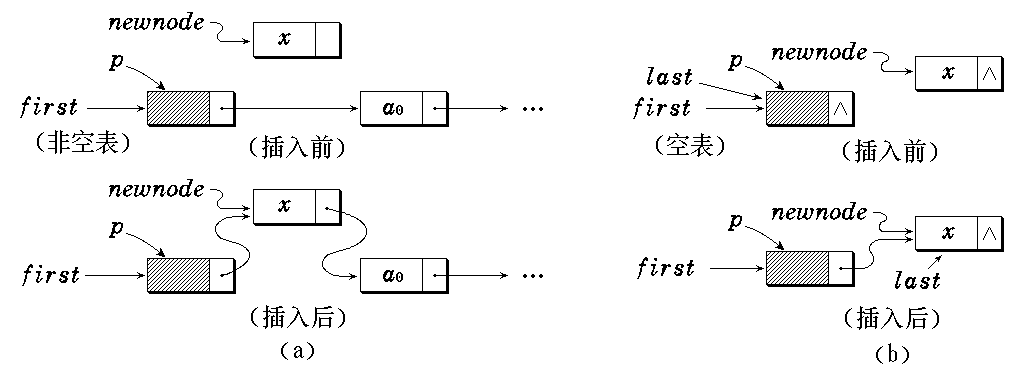 newnode x
p
first a₀ ...
(非空表) (插入前)
newnode x
p
first a₀ ...
(插入后)
(a)
newnode x ∧
p
last
first ∧
(空表) (插入前)
newnode x ∧
p
first
last
(插入后)
(b)